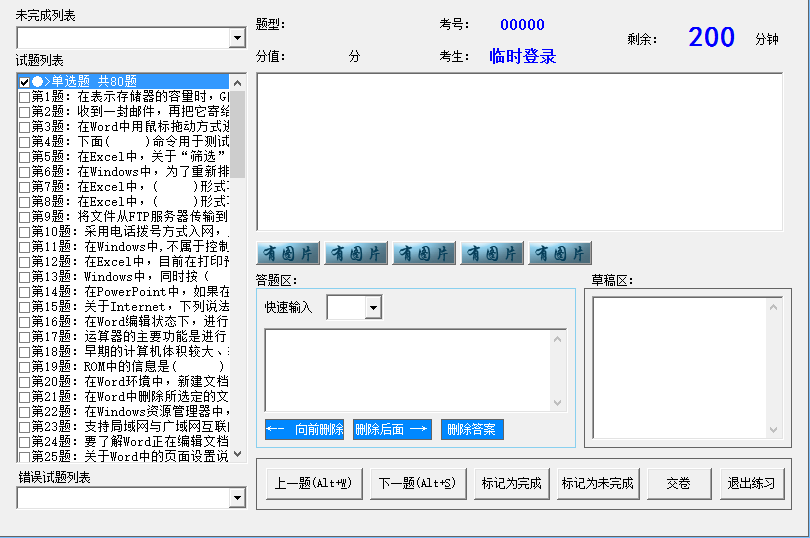 未完成列表
试题列表
●>单选题 共80题
第1题: 在表示存储器的容量时，
第2题: 收到一封邮件，再把它寄给
第3题: 在Word中用鼠标拖动方式进
第4题: 下面(    )命令用于测试
第5题: 在Excel中，关于“筛选”
第6题: 在Windows中，为了重新排
第7题: 在Excel中，(    )形式
第8题: 在Excel中，(    )形式
第9题: 将文件从FTP服务器传输到
第10题: 采用电话拨号方式入网，
第11题: 在Windows中,不属于控制
第12题: 在Excel中，目前在打印预
第13题: Windows中，同时按（
第14题: 在PowerPoint中，如果在
第15题: 关于Internet，下列说法
第16题: 在Word编辑状态下，进行
第17题: 运算器的主要功能是进行
第18题: 早期的计算机体积较大、
第19题: ROM中的信息是(    )
第20题: 在Word环境中，新建文档
第21题: 在Word中删除所选定的文
第22题: 在Windows资源管理器中，
第23题: 支持局域网与广域网互联
第24题: 要了解Word正在编辑文档
第25题: 关于Word中的页面设置说
错误试题列表
题型:
考号:
00000
分值:
分
考生:
临时登录
剩余:
200
分钟
有图片
有图片
有图片
有图片
有图片
答题区:
快速输入
←— 向前删除
删除后面 —→
删除答案
草稿区:
上一题(Alt+W)
下一题(Alt+S)
标记为完成
标记为未完成
交卷
退出练习